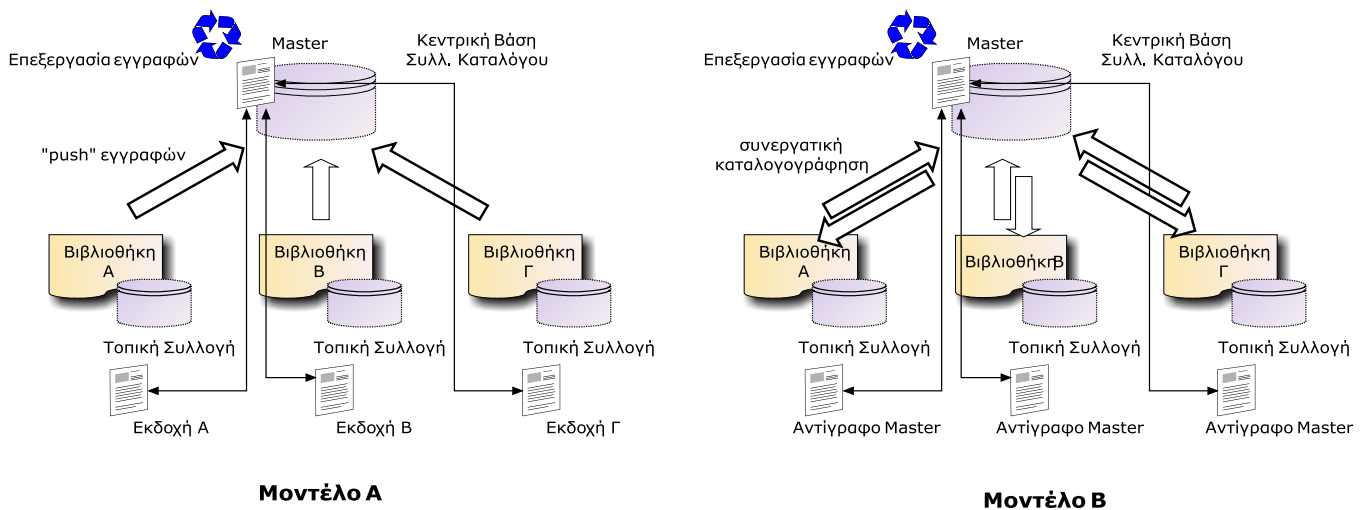 Master
Κεντρική Βάση
Επεξεργασία εγγραφών
Συλλ. Καταλόγου
"push" εγγραφών
Βιβλιοθήκη
Α
Βιβλιοθήκη
Β
Βιβλιοθήκη
Γ
Τοπική Συλλογή
Τοπική Συλλογή
Τοπική Συλλογή
Εκδοχή Α
Εκδοχή Β
Εκδοχή Γ
Μοντέλο Α
Master
Κεντρική Βάση
Επεξεργασία εγγραφών
Συλλ. Καταλόγου
συνεργατική
καταλογογράφηση
Βιβλιοθήκη
Α
ΒιβλιοθήκηΒ
Βιβλιοθήκη
Γ
Τοπική Συλλογή
Τοπική Συλλογή
Τοπική Συλλογή
Αντίγραφο Master
Αντίγραφο Master
Αντίγραφο Master
Μοντέλο Β